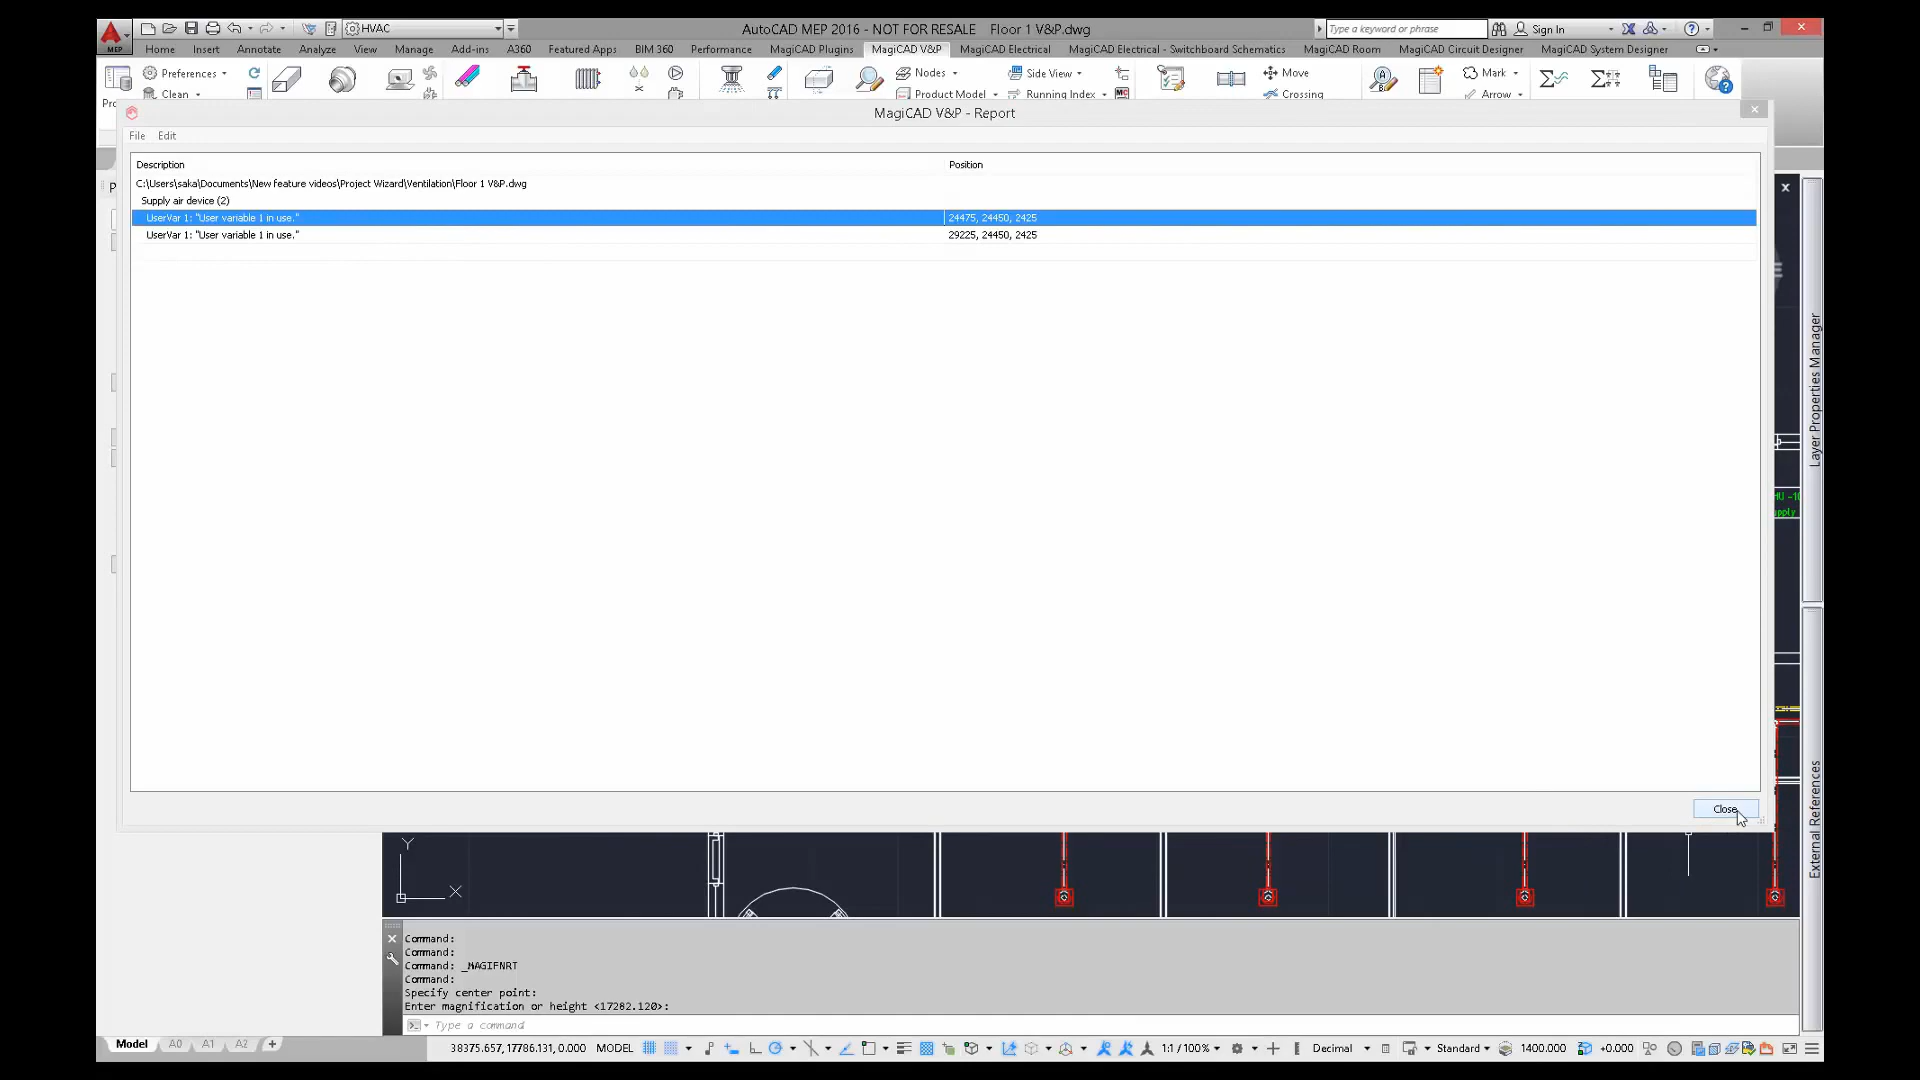 HVAC
AutoCAD MEP 2016 - NOT FOR RESALE Floor 1 V&P.dwg
Type a keyword or phrase
Sign In
MEP
Home Insert Annotate Analyze View Manage Add-ins A360 Featured Apps BIM 360 Performance MagiCAD Plugins MagiCAD V&P MagiCAD Electrical MagiCAD Electrical - Switchboard Schematics MagiCAD Room MagiCAD Circuit Designer MagiCAD System Designer
Preferences Nodes Side View Move Mark
Clean Product Model Running Index Crossing Arrow
MagiCAD V&P - Report
File Edit
Description Position
C:\Users\saka\Documents\New feature videos\Project Wizard\Ventilation\Floor 1 V&P.dwg
Supply air device (2)
UserVar 1: "User variable 1 in use." 24475, 24450, 2425
UserVar 1: "User variable 1 in use." 29225, 24450, 2425
Close
Layer Properties Manager
External References
Y
X
Command:
Command:
Command: _MAGIFNRT
Command:
Specify center point:
Enter magnification or height <17282.120>:
Type a command
Model A0 A1 A2 +
38375.657, 17786.131, 0.000 MODEL 1:1 / 100% Decimal Standard 1400.000 +0.000